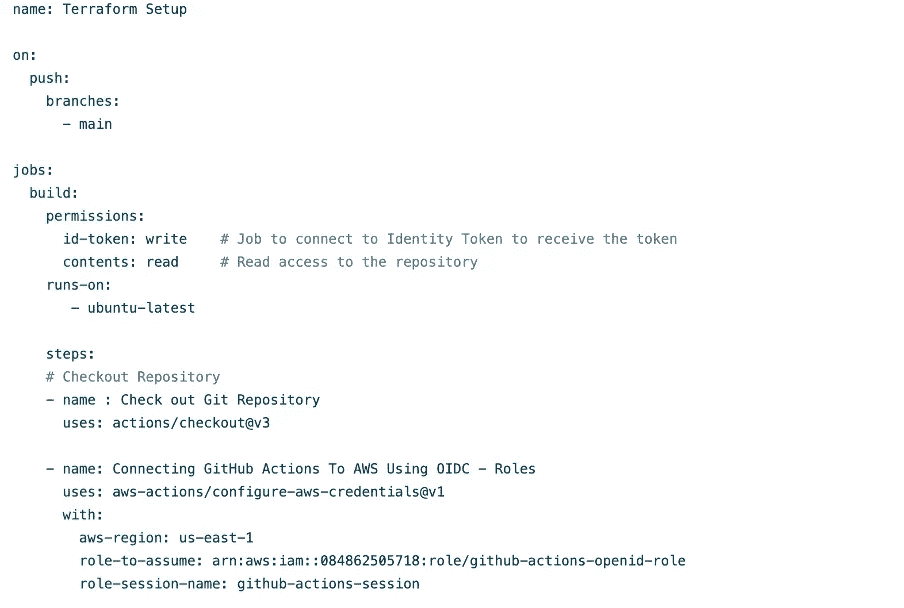 name: Terraform Setup

on:
  push:
    branches:
      - main

jobs:
  build:
    permissions:
      id-token: write    # Job to connect to Identity Token to receive the token
      contents: read     # Read access to the repository
    runs-on:
       - ubuntu-latest

    steps:
    # Checkout Repository
    - name : Check out Git Repository
      uses: actions/checkout@v3

    - name: Connecting GitHub Actions To AWS Using OIDC - Roles
      uses: aws-actions/configure-aws-credentials@v1
      with:
        aws-region: us-east-1
        role-to-assume: arn:aws:iam::084862505718:role/github-actions-openid-role
        role-session-name: github-actions-session